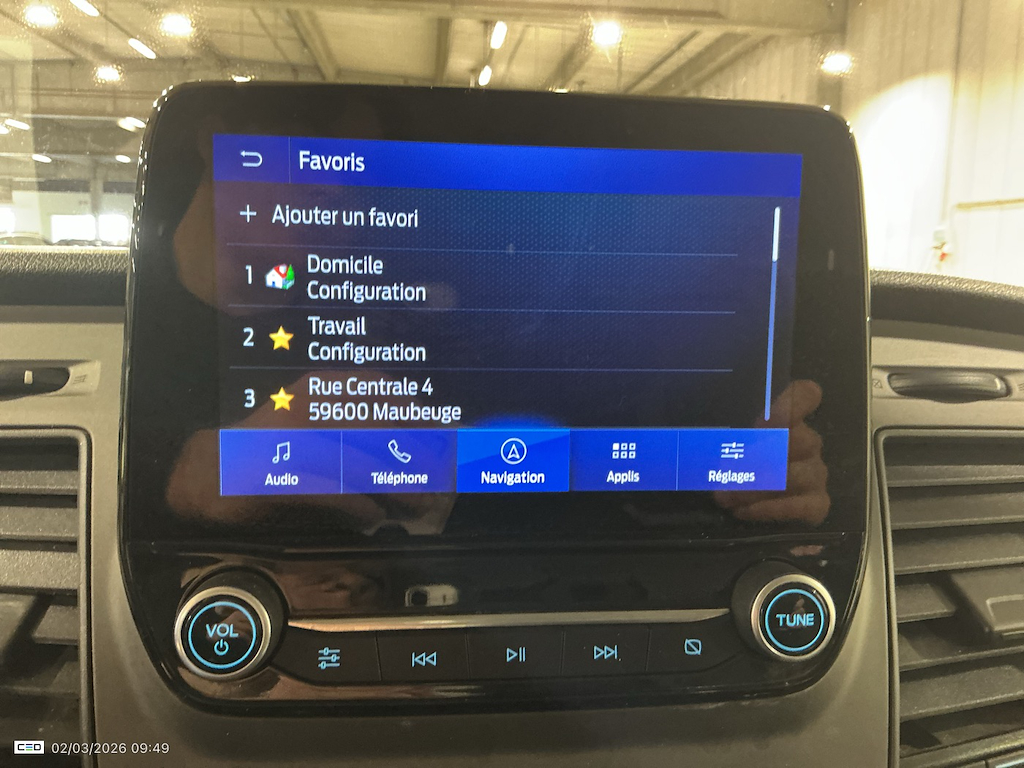 Favoris
+ Ajouter un favori
1 Domicile
Configuration
2 Travail
Configuration
3 Rue Centrale 4
59600 Maubeuge
Audio
Téléphone
Navigation
Applis
Réglages
VOL
TUNE
CEO 02/03/2026 09:49